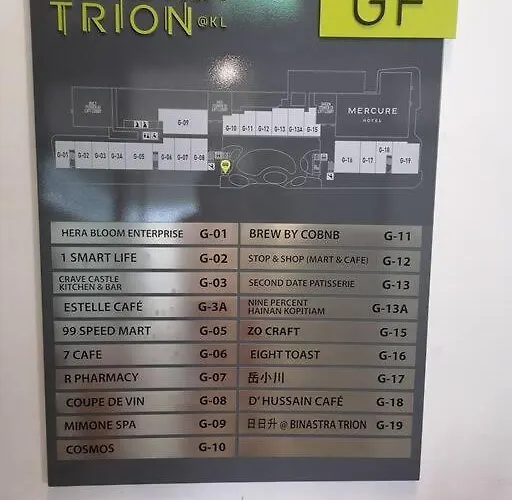 TRION @KL
GF
MERCURE
HOTEL
G-09
G-10 G-11 G-12 G-13 G-13A G-15
G-01 G-02 G-03 G-3A G-05 G-06 G-07 G-08
G-16 G-17 G-18 G-19
HERA BLOOM ENTERPRISE G-01
1 SMART LIFE G-02
CRAVE CASTLE
KITCHEN & BAR G-03
ESTELLE CAFÉ G-3A
99 SPEED MART G-05
7 CAFE G-06
R PHARMACY G-07
COUPE DE VIN G-08
MIMONE SPA G-09
COSMOS G-10
BREW BY COBNB G-11
STOP & SHOP (MART & CAFE) G-12
SECOND DATE PATISSERIE G-13
NINE PERCENT
HAINAN KOPITIAM G-13A
ZO CRAFT G-15
EIGHT TOAST G-16
岳小川 G-17
D'HUSSAIN CAFÉ G-18
日日升 @ BINASTRA TRION G-19